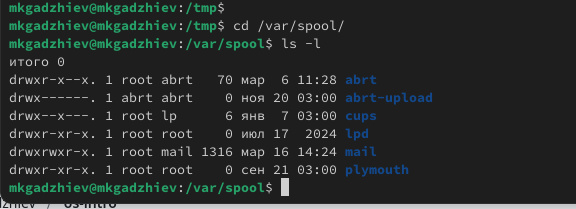 mkgadzhiev@mkgadzhiev:/tmp$
mkgadzhiev@mkgadzhiev:/tmp$ cd /var/spool/
mkgadzhiev@mkgadzhiev:/var/spool$ ls -l
итого 0
drwxr-x--x. 1 root abrt   70 мар  6 11:28 abrt
drwx------. 1 abrt abrt    0 ноя 20 03:00 abrt-upload
drwx--x---. 1 root lp      6 янв  7 03:00 cups
drwxr-xr-x. 1 root root    0 июл 17  2024 lpd
drwxrwxr-x. 1 root mail 1316 мар 16 14:24 mail
drwxr-xr-x. 1 root root    0 сен 21 03:00 plymouth
mkgadzhiev@mkgadzhiev:/var/spool$